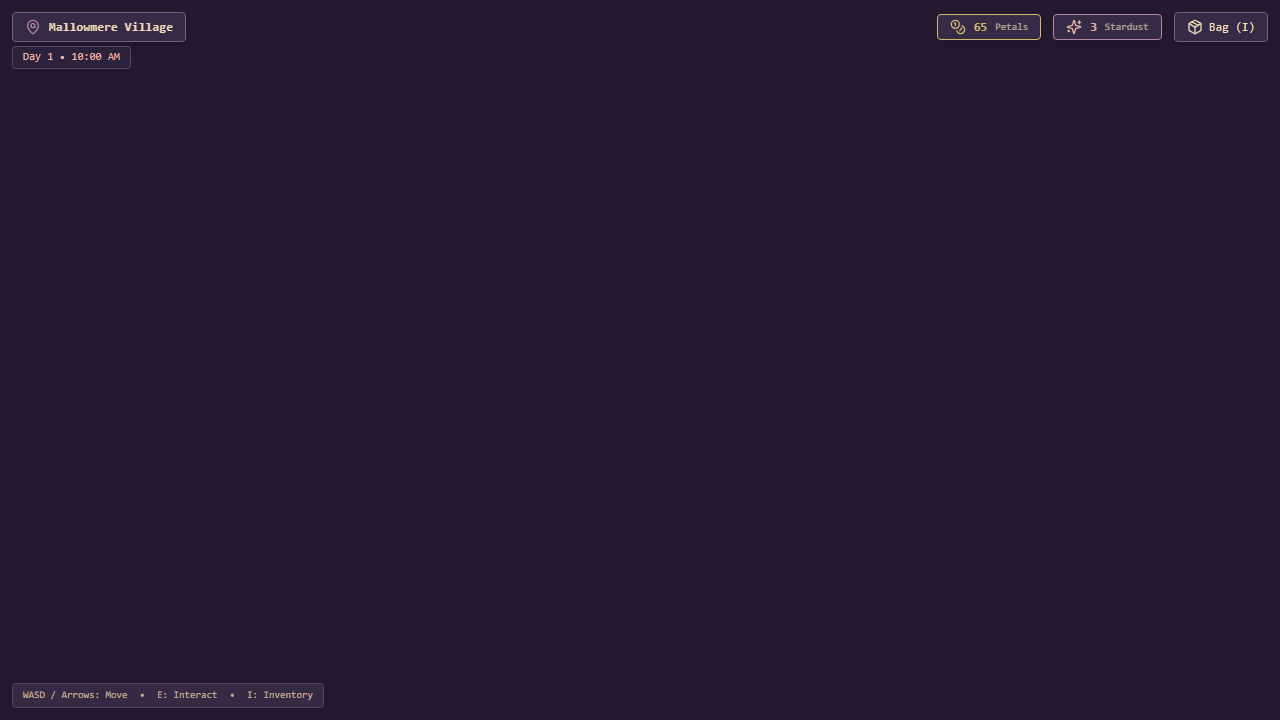 Mallowmere Village
65 Petals
3 Stardust
Bag (I)
Day 1 • 10:00 AM
WASD / Arrows: Move • E: Interact • I: Inventory